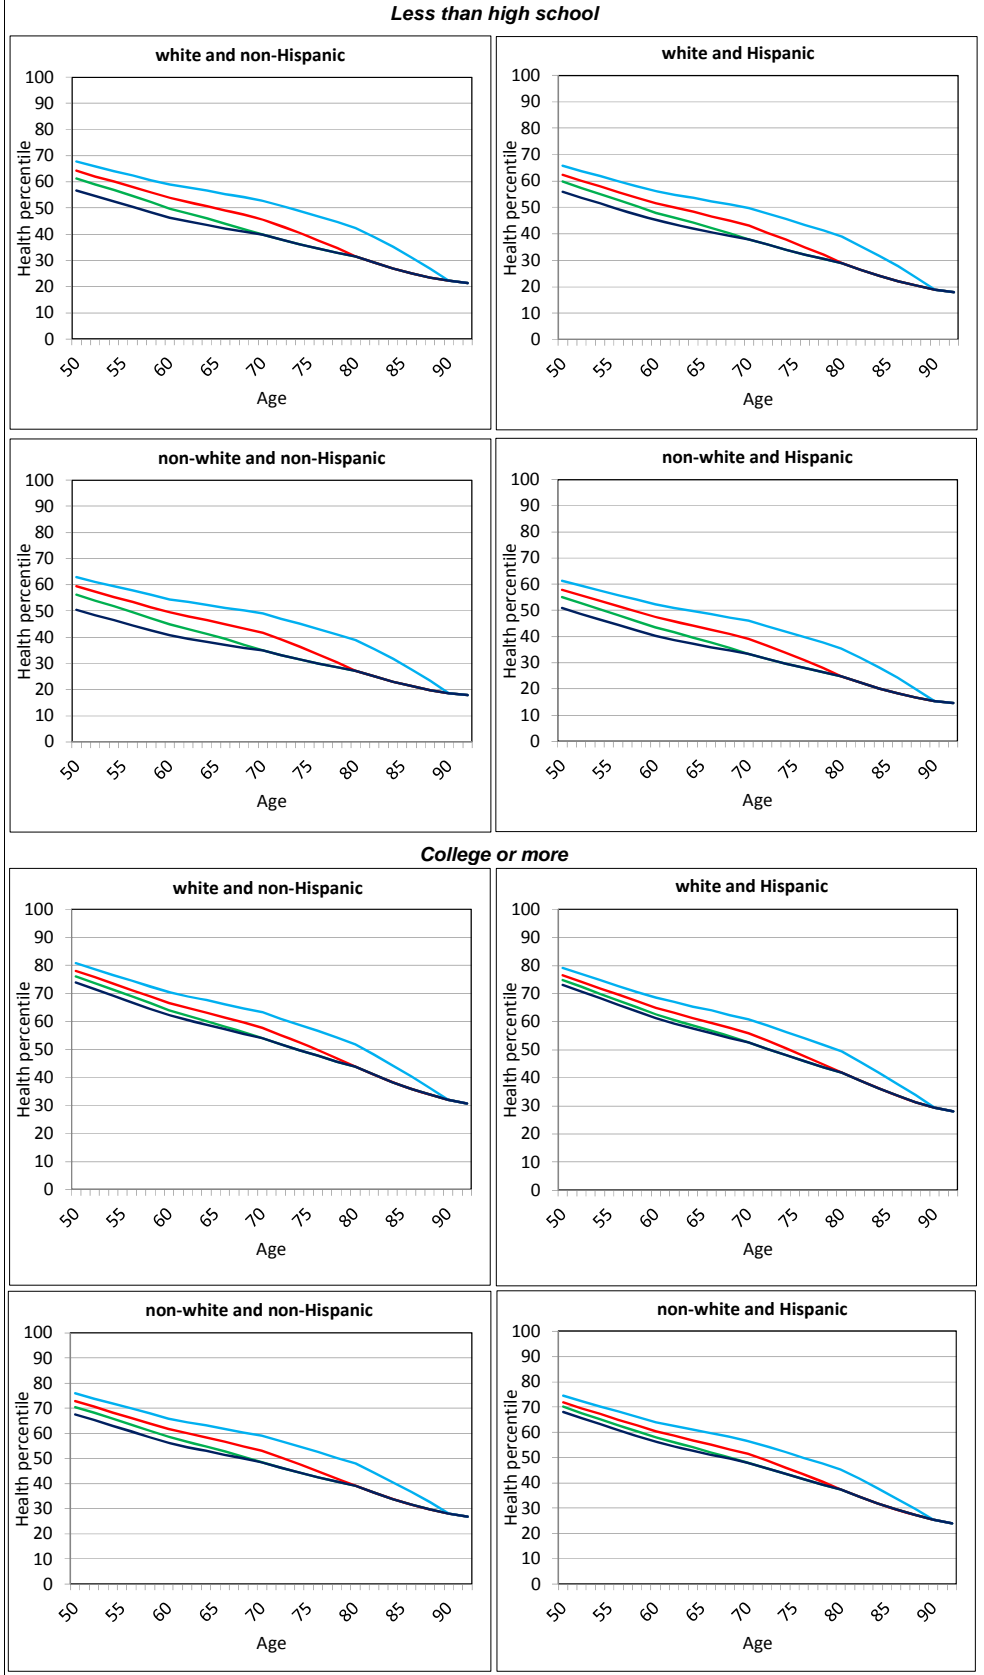 Less than high school
white and non-Hispanic
Health percentile
100
90
80
70
60
50
40
30
20
10
0
50 55 60 65 70 75 80 85 90
Age
white and Hispanic
Health percentile
100
90
80
70
60
50
40
30
20
10
0
50 55 60 65 70 75 80 85 90
Age
non-white and non-Hispanic
Health percentile
100
90
80
70
60
50
40
30
20
10
0
50 55 60 65 70 75 80 85 90
Age
non-white and Hispanic
Health percentile
100
90
80
70
60
50
40
30
20
10
0
50 55 60 65 70 75 80 85 90
Age
College or more
white and non-Hispanic
Health percentile
100
90
80
70
60
50
40
30
20
10
0
50 55 60 65 70 75 80 85 90
Age
white and Hispanic
Health percentile
100
90
80
70
60
50
40
30
20
10
0
50 55 60 65 70 75 80 85 90
Age
non-white and non-Hispanic
Health percentile
100
90
80
70
60
50
40
30
20
10
0
50 55 60 65 70 75 80 85 90
Age
non-white and Hispanic
Health percentile
100
90
80
70
60
50
40
30
20
10
0
50 55 60 65 70 75 80 85 90
Age